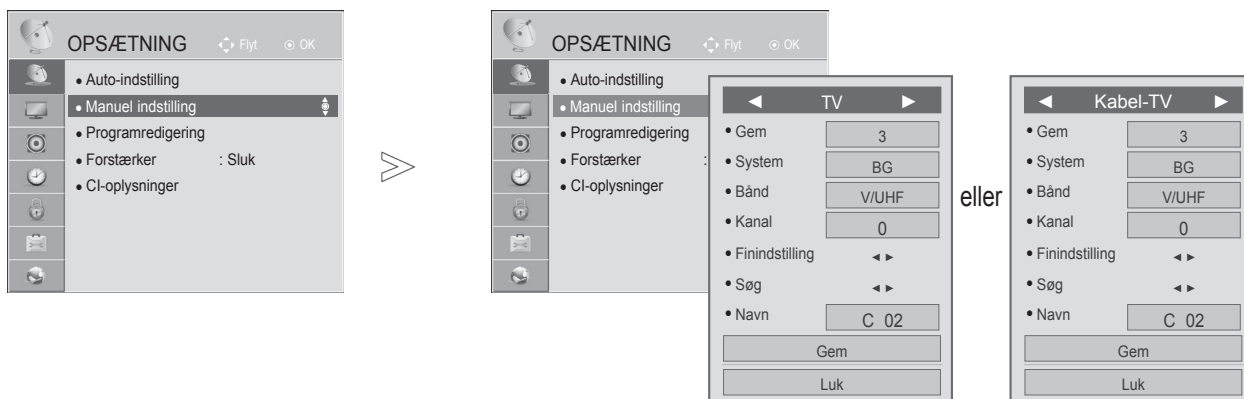 OPSÆTNING Flyt OK
• Auto-indstilling
• Manuel indstilling
• Programredigering
• Forstærker : Sluk
• CI-oplysninger
OPSÆTNING Flyt OK
• Auto-indstilling
• Manuel indstilling
• Programredigering
• Forstærker :
• CI-oplysninger
◄ TV ►
• Gem 3
• System BG
• Bånd V/UHF
• Kanal 0
• Finindstilling ◄ ►
• Søg ◄ ►
• Navn C 02
Gem
Luk
eller
◄ Kabel-TV ►
• Gem 3
• System BG
• Bånd V/UHF
• Kanal 0
• Finindstilling ◄ ►
• Søg ◄ ►
• Navn C 02
Gem
Luk